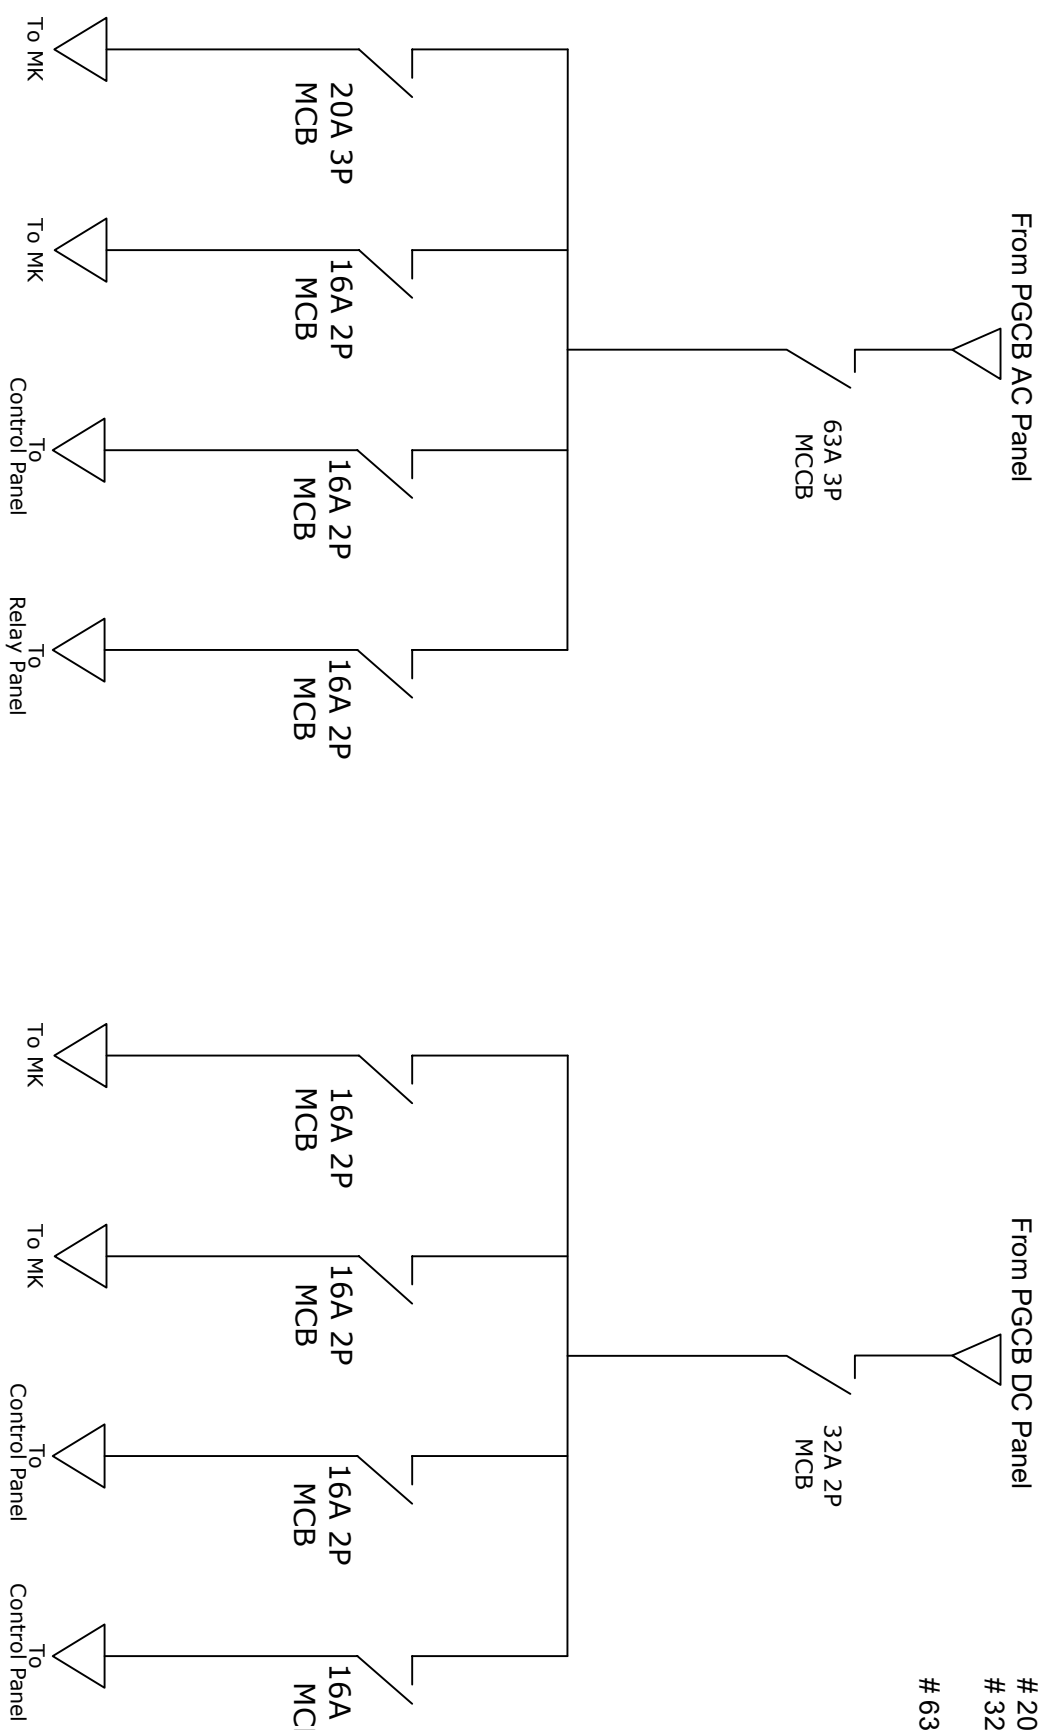 From PGCB AC Panel
63A 3P
MCCB
20A 3P
MCB
16A 2P
MCB
16A 2P
MCB
16A 2P
MCB
To MK
To MK
To
Control Panel
To
Relay Panel
From PGCB DC Panel
32A 2P
MCB
16A 2P
MCB
16A 2P
MCB
16A 2P
MCB
16A
To MK
To MK
To
Control Panel
To
Control Panel
# 20
# 32
# 63